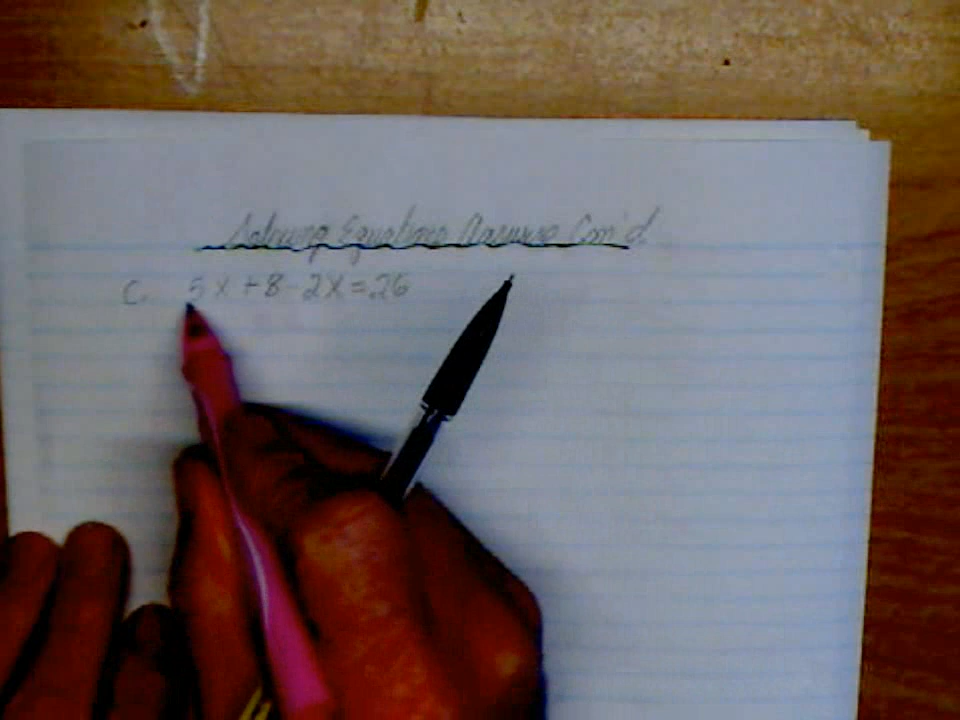 Solving Equations Answers Con'd.
C. 5x + 8 - 2x = 26